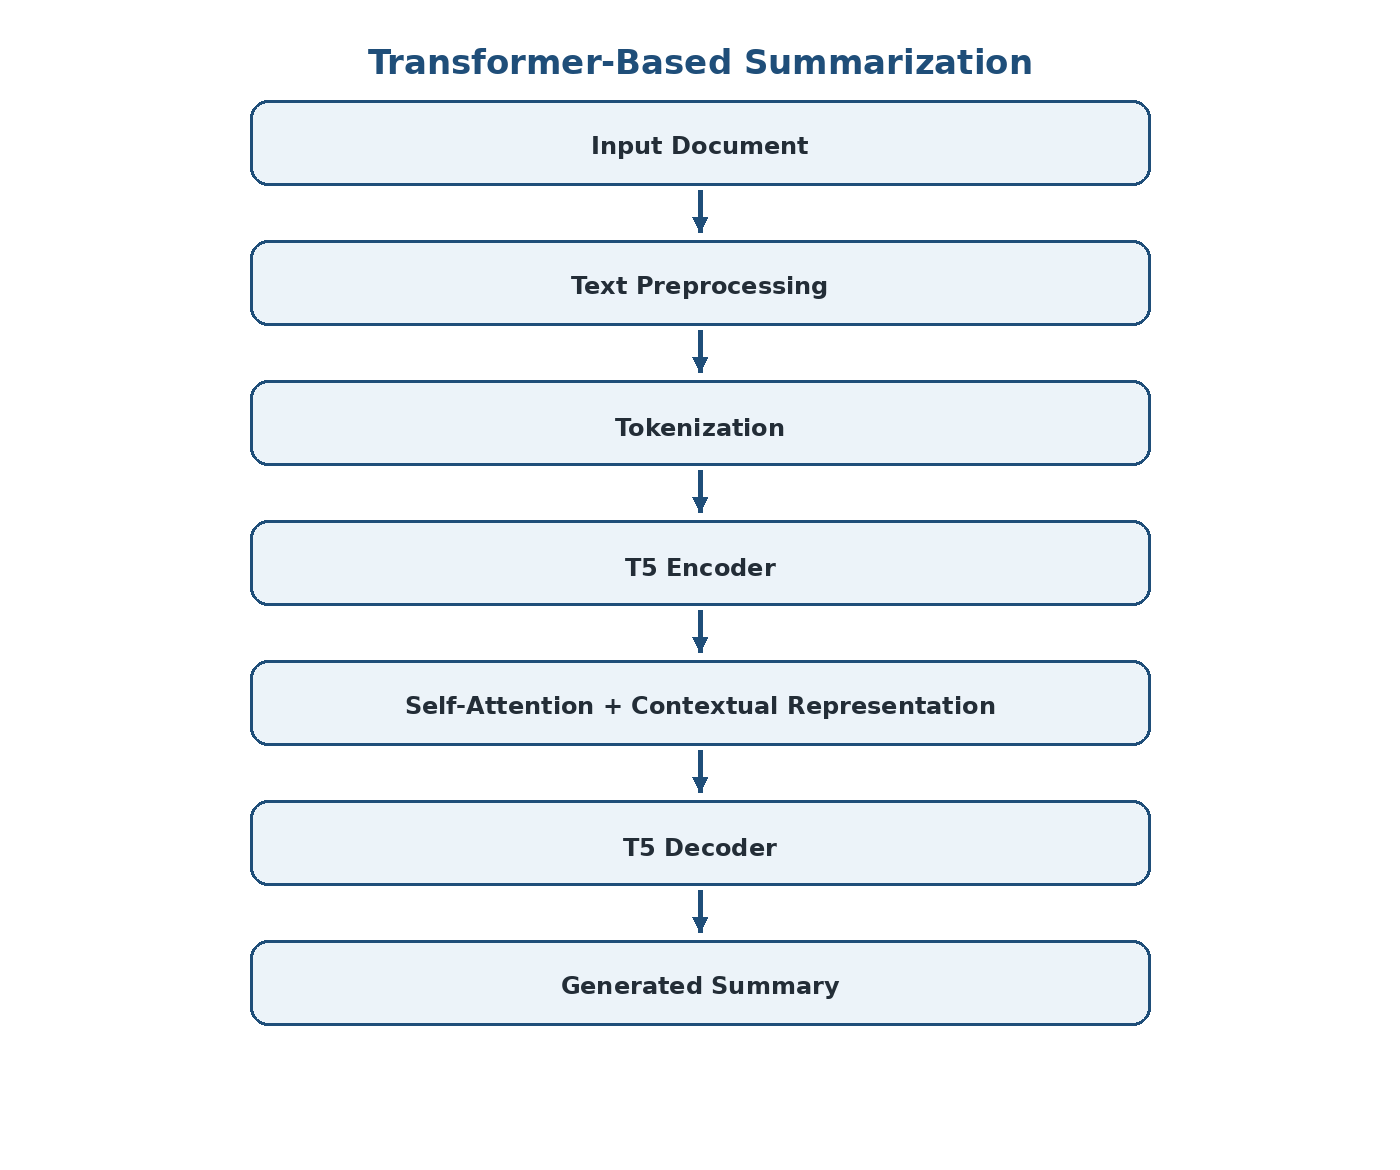 Transformer-Based Summarization
Input Document
Text Preprocessing
Tokenization
T5 Encoder
Self-Attention + Contextual Representation
T5 Decoder
Generated Summary